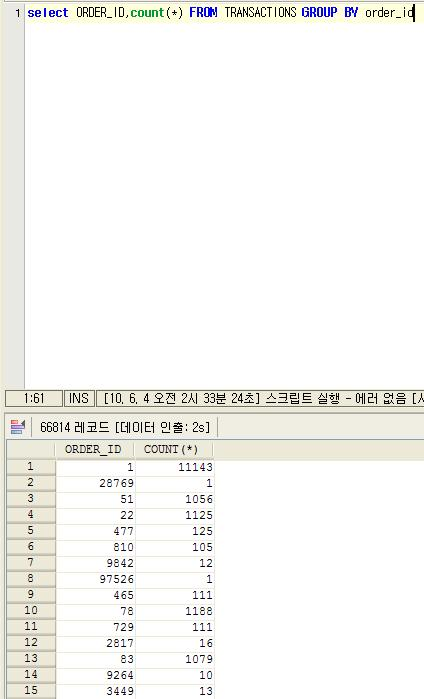 1 select ORDER_ID,count(*) FROM TRANSACTIONS GROUP BY order_id
1:61 INS [10. 6. 4 오전 2시 33분 24초] 스크립트 실행 - 에러 없음 [
66814 레코드 [데이터 인출: 2s]
ORDER_ID COUNT(*)
1 1 11143
2 28769 1
3 51 1056
4 22 1125
5 477 125
6 810 105
7 9842 12
8 97526 1
9 465 111
10 78 1188
11 729 111
12 2817 16
13 83 1079
14 9264 10
15 3449 13